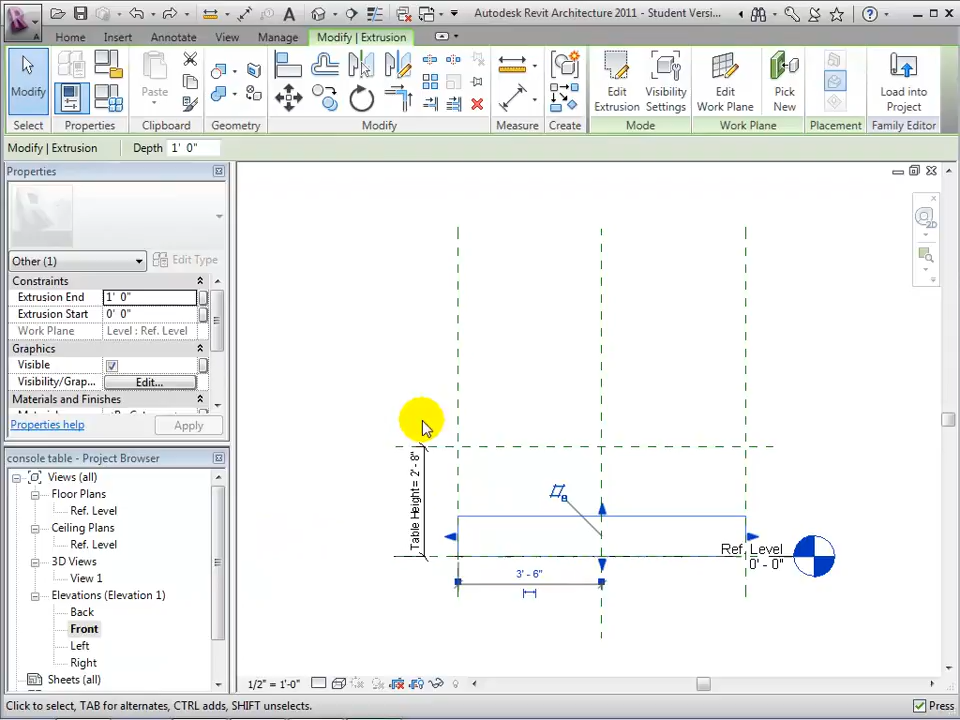 Autodesk Revit Architecture 2011 - Student Versi...
Home Insert Annotate View Manage Modify | Extrusion
Modify
Paste
Edit Extrusion
Visibility Settings
Edit Work Plane
Pick New
Load into Project
Select Properties Clipboard Geometry Modify Measure Create Mode Work Plane Placement Family Editor
Modify | Extrusion Depth 1' 0"
Properties
Other (1) Edit Type
Constraints
Extrusion End 1' 0"
Extrusion Start 0' 0"
Work Plane Level : Ref. Level
Graphics
Visible
Visibility/Grap... Edit...
Materials and Finishes
Properties help Apply
console table - Project Browser
Views (all)
Floor Plans
Ref. Level
Ceiling Plans
Ref. Level
3D Views
View 1
Elevations (Elevation 1)
Back
Front
Left
Right
Sheets (all)
Table Height = 2' - 8"
3' - 6"
Ref. Level
0' - 0"
2D
1/2" = 1'-0"
Click to select, TAB for alternates, CTRL adds, SHIFT unselects.
Press